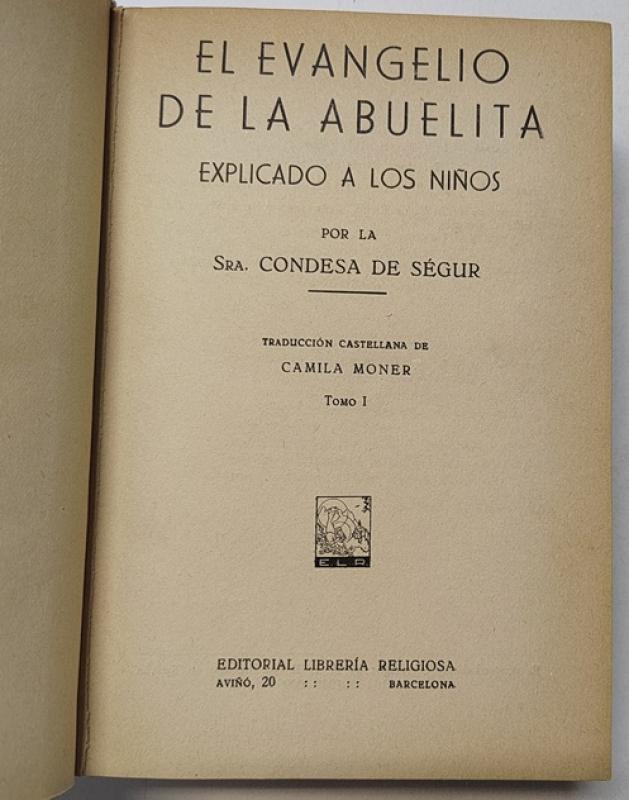 EL EVANGELIO
DE LA ABUELITA
EXPLICADO A LOS NIÑOS
POR LA
SRA. CONDESA DE SÉGUR
TRADUCCIÓN CASTELLANA DE
CAMILA MONER
TOMO I
E. L. R.
EDITORIAL LIBRERÍA RELIGIOSA
AVIÑÓ, 20 : : : : BARCELONA